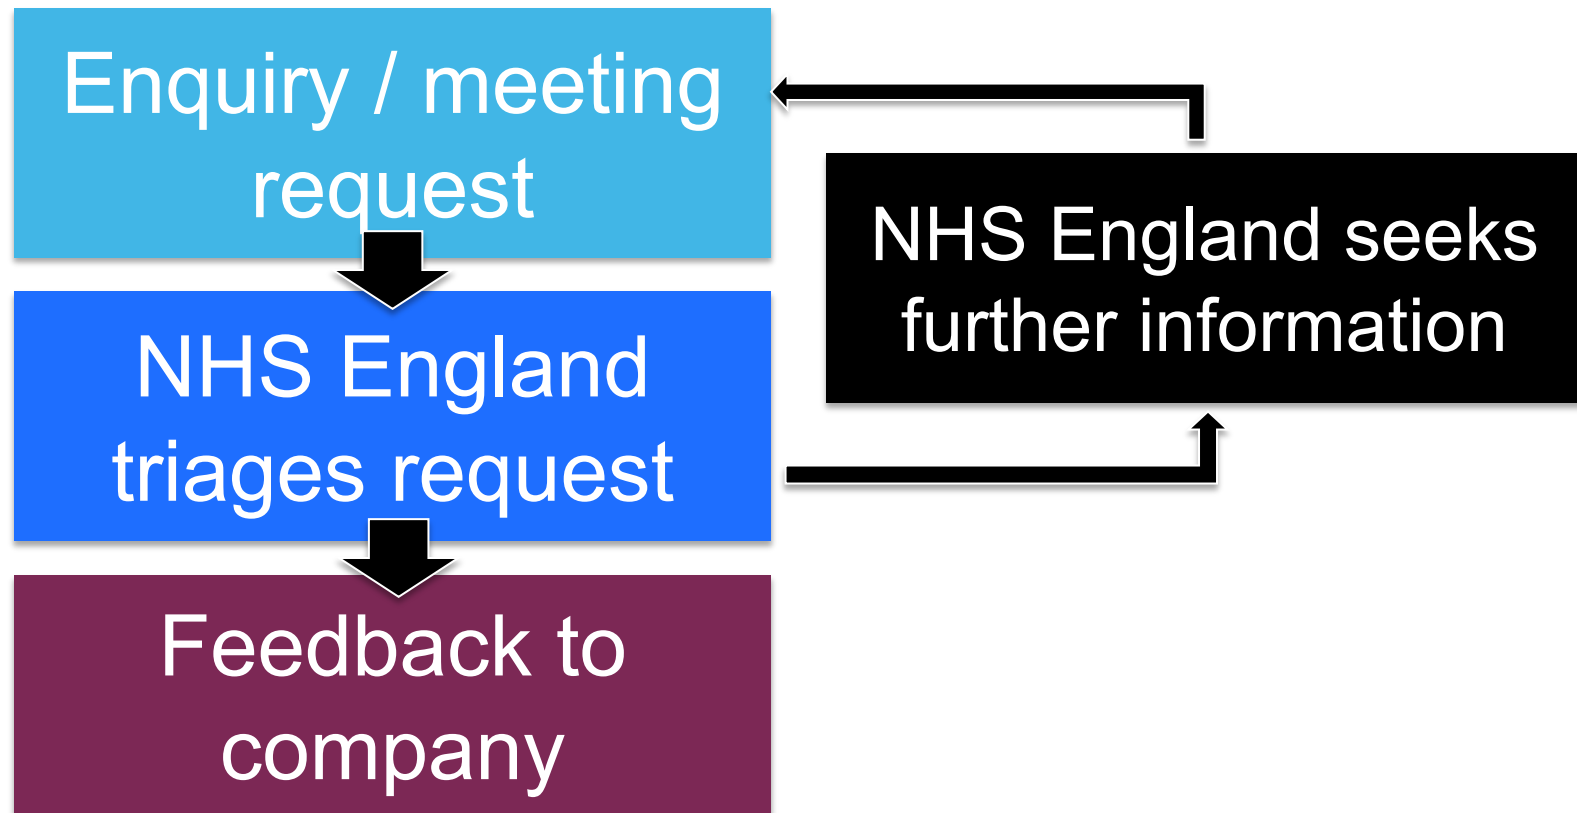 Enquiry / meeting
request
NHS England
triages request
Feedback to
company
NHS England seeks
further information